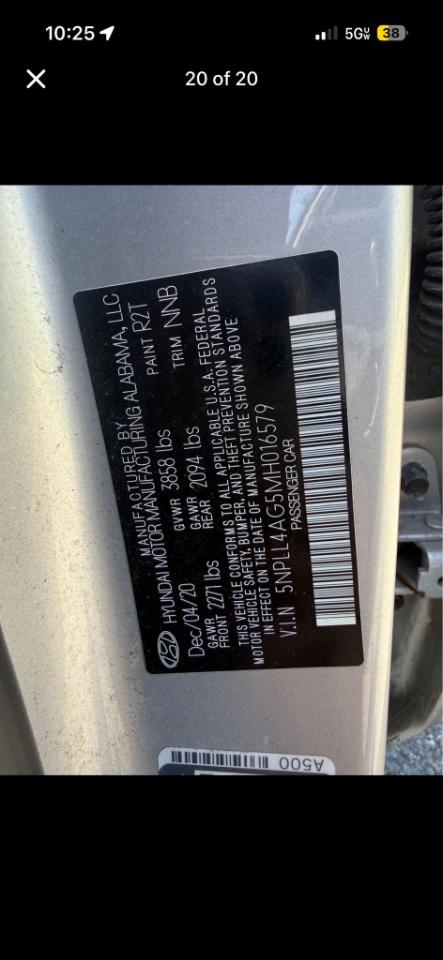 10:25
5GUW
38
20 of 20
MANUFACTURED BY
HYUNDAI MOTOR MANUFACTURING ALABAMA, LLC
Dec/04/20 GVWR 3858 lbs PAINT R2T
GAWR FRONT 2271 lbs GAWR REAR 2094 lbs TRIM NNB
THIS VEHICLE CONFORMS TO ALL APPLICABLE U.S.A. FEDERAL
MOTOR VEHICLE SAFETY, BUMPER, AND THEFT PREVENTION STANDARDS
IN EFFECT ON THE DATE OF MANUFACTURE SHOWN ABOVE.
V.I.N 5NPLL4AG5MH016579
PASSENGER CAR
A500